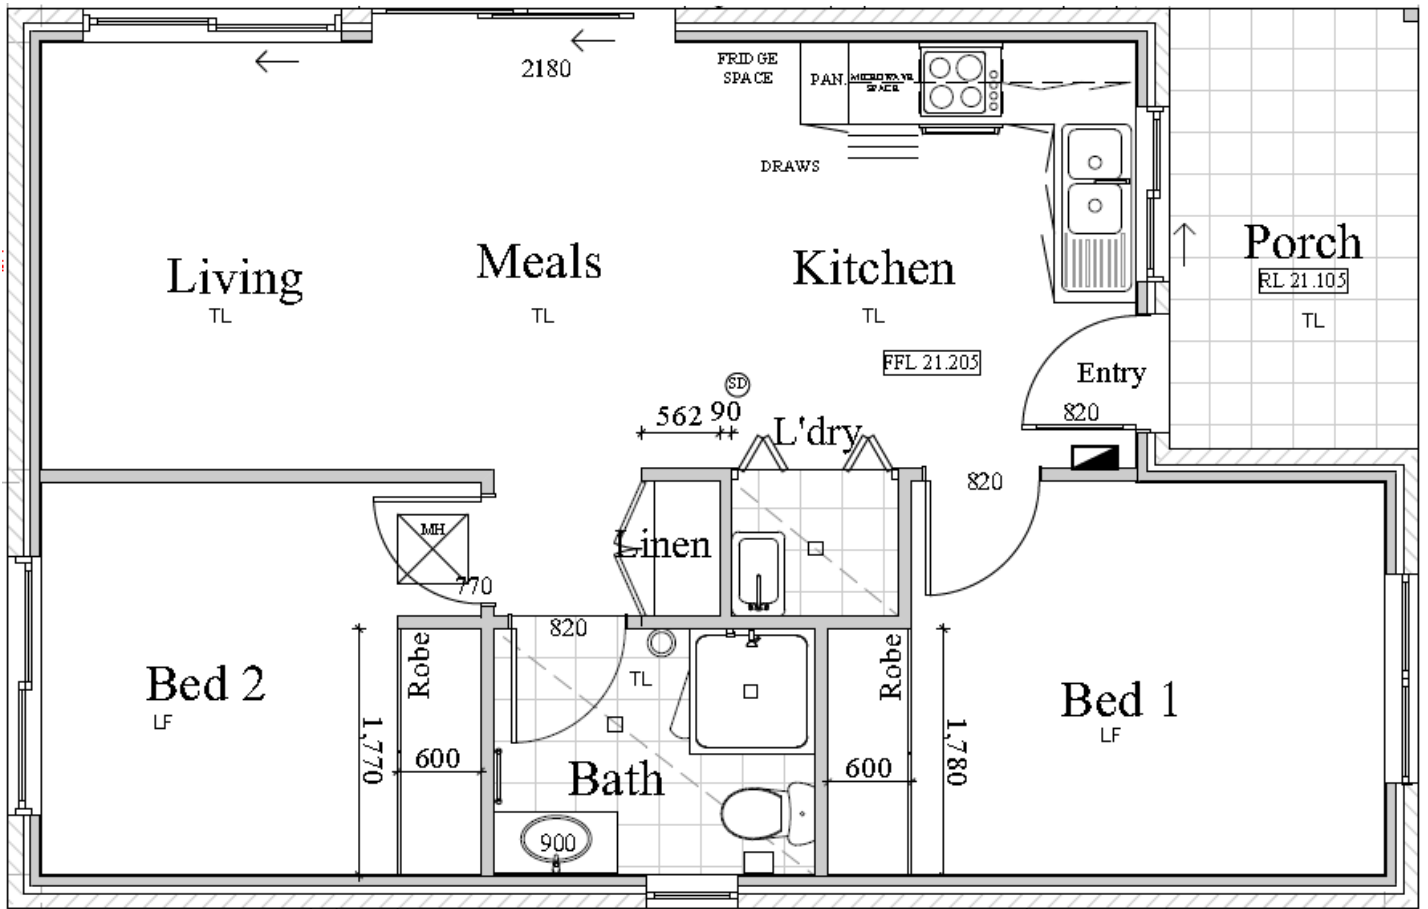 2180
FRIDGE
SPACE
PAN.
MICROWAVE
SPACE
DRAWS
Living
TL
Meals
TL
Kitchen
TL
Porch
RL 21.105
TL
FFL 21.205
Entry
820
SD
562 90
L'dry
820
MH
770
Linen
820
Robe
Bed 2
LF
1,770
600
TL
Bath
900
Robe
600
1,780
Bed 1
LF